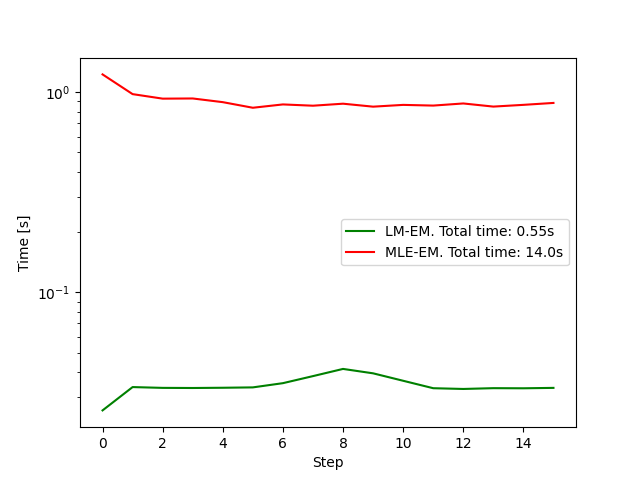 10⁰
10⁻¹
Time [s]
LM-EM. Total time: 0.55s
MLE-EM. Total time: 14.0s
0 2 4 6 8 10 12 14
Step